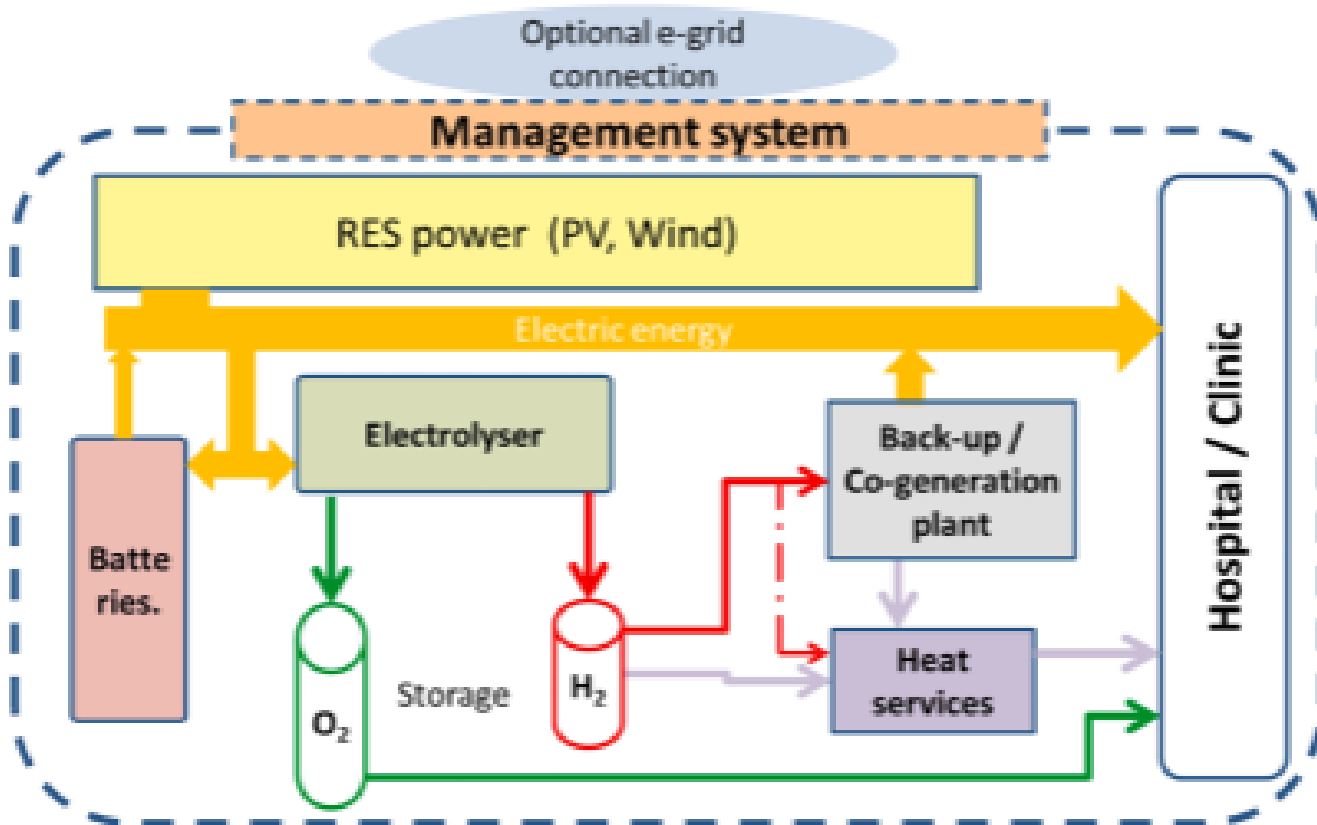 Optional e-grid
connection
Management system
RES power (PV, Wind)
Electric energy
Electrolyser
Back-up /
Co-generation
plant
Batte
ries.
Hospital / Clinic
Storage
O₂
H₂
Heat
services